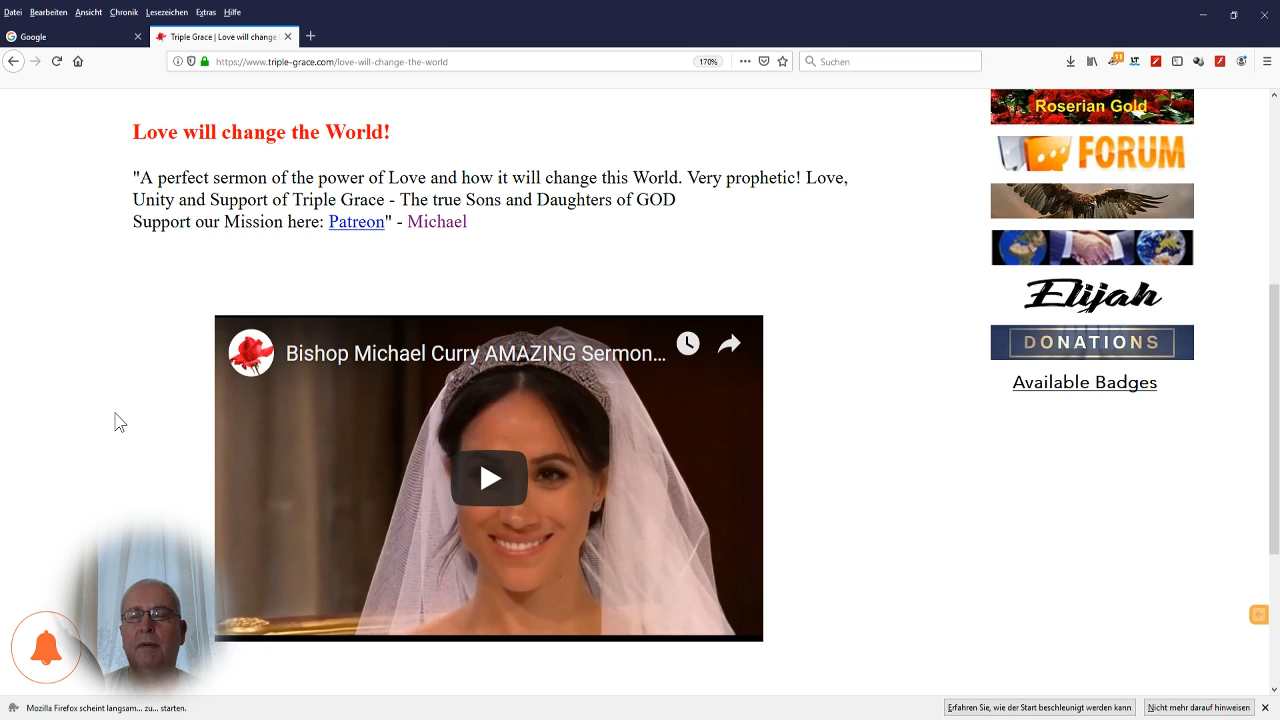 Datei Bearbeiten Ansicht Chronik Lesezeichen Extras Hilfe
Google
Triple Grace | Love will change
https://www.triple-grace.com/love-will-change-the-world
170%
Suchen
11
LT
Love will change the World!
"A perfect sermon of the power of Love and how it will change this World. Very prophetic! Love,
Unity and Support of Triple Grace - The true Sons and Daughters of GOD
Support our Mission here: Patreon" - Michael
Bishop Michael Curry AMAZING Sermon...
Roserian Gold
FORUM
Elijah
DONATIONS
Available Badges
Mozilla Firefox scheint langsam... zu... starten.
Erfahren Sie, wie der Start beschleunigt werden kann
Nicht mehr darauf hinweisen